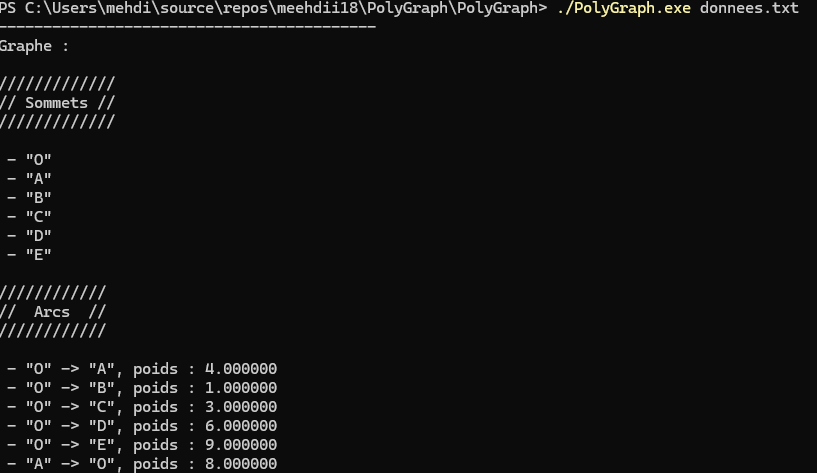 PS C:\Users\mehdi\source\repos\meehdii18\PolyGraph\PolyGraph> ./PolyGraph.exe donnees.txt
------------------------------------------
Graphe :
/////////////
// Sommets //
/////////////
- "O"
- "A"
- "B"
- "C"
- "D"
- "E"
////////////
//  Arcs  //
////////////
- "O" -> "A", poids : 4.000000
- "O" -> "B", poids : 1.000000
- "O" -> "C", poids : 3.000000
- "O" -> "D", poids : 6.000000
- "O" -> "E", poids : 9.000000
- "A" -> "O", poids : 8.000000